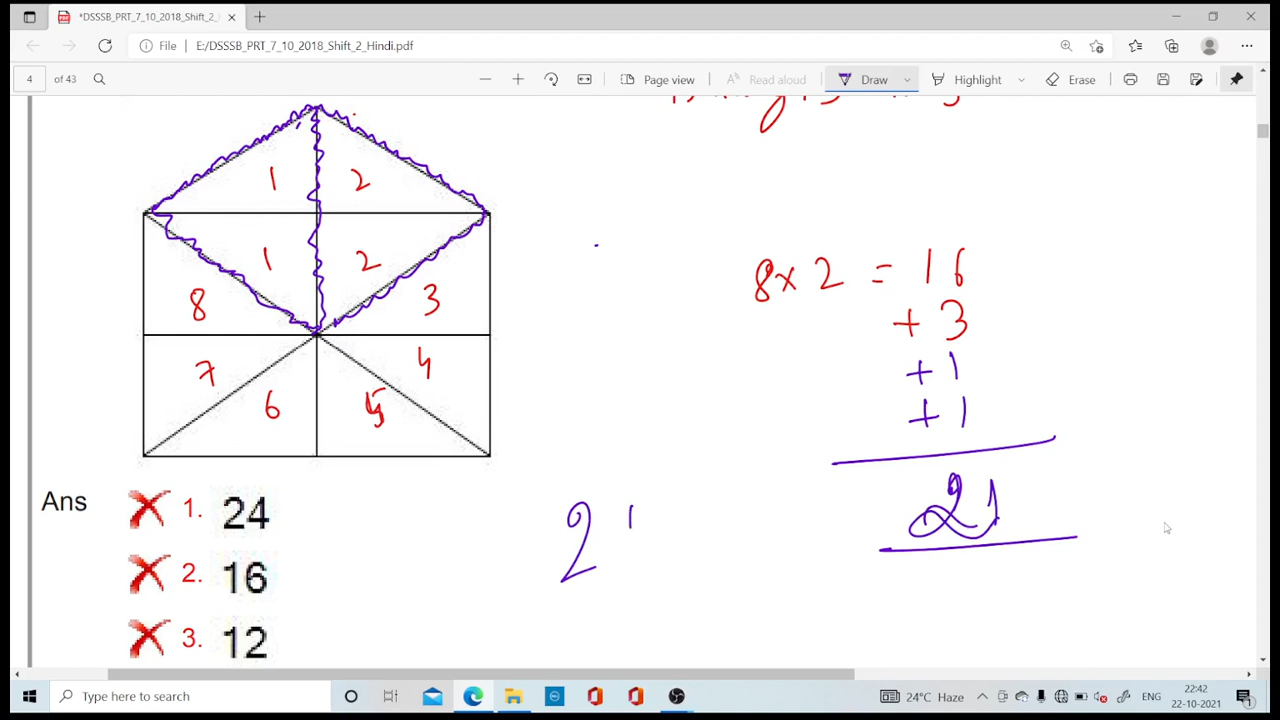 *DSSSB_PRT_7_10_2018_Shift_2_
File E:/DSSSB_PRT_7_10_2018_Shift_2_Hindi.pdf
4 of 43 Page view Read aloud Draw Highlight Erase
1 2
1 2
8 3
7 4
6 5
8 x 2 = 16
+ 3
+ 1
+ 1
21
21
Ans 1. 24
2. 16
3. 12
Type here to search 24°C Haze ENG 22:42
22-10-2021